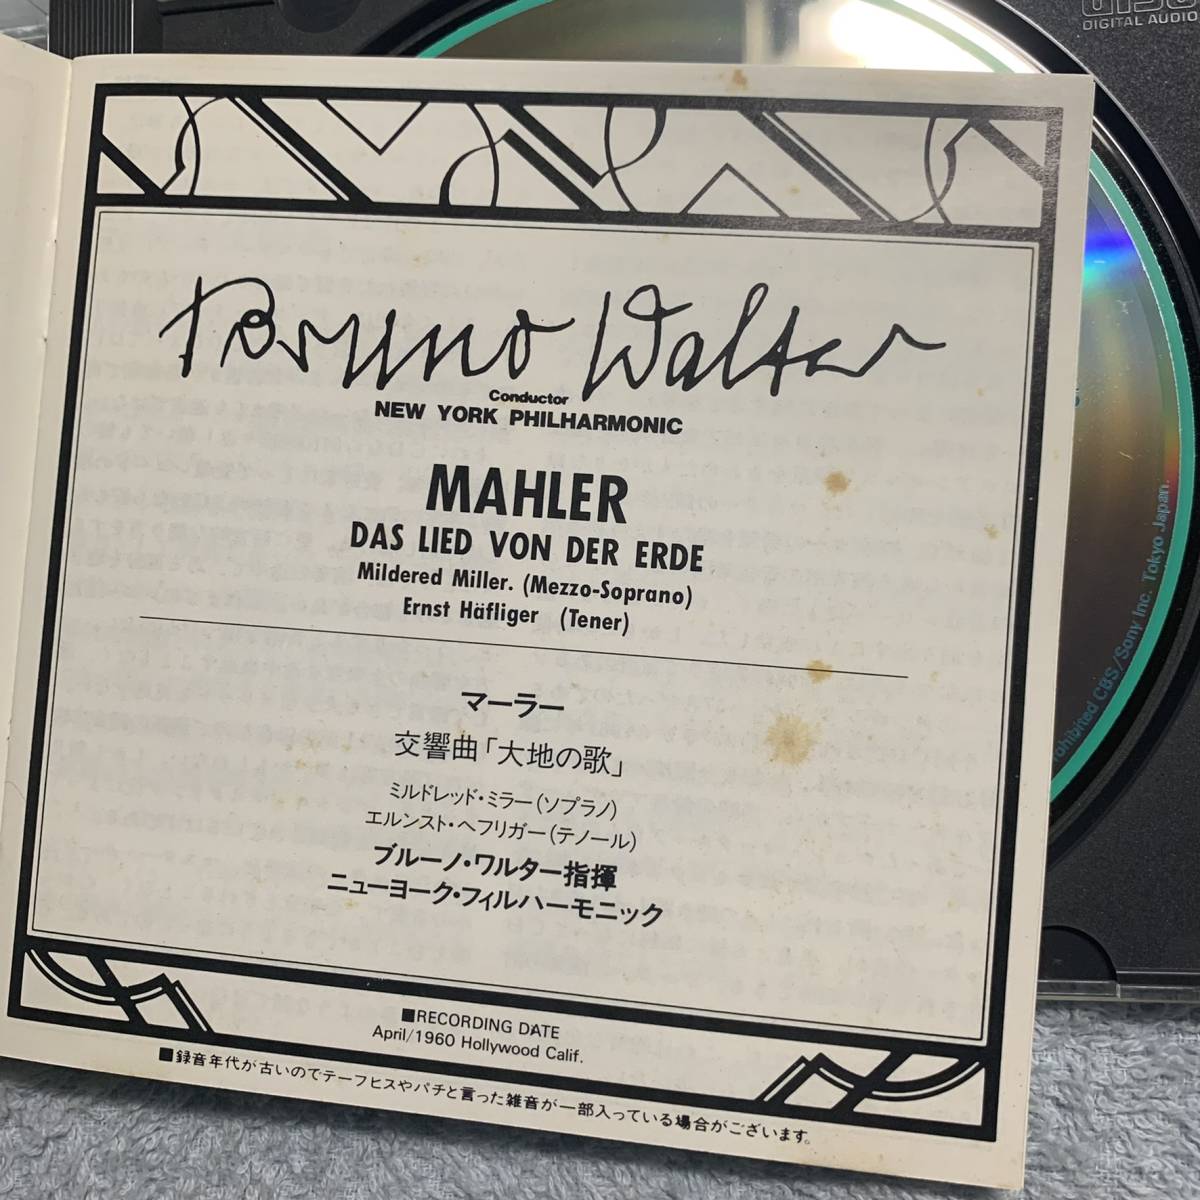 DIGITAL AUDIO
Bruno Walter
Conductor
NEW YORK PHILHARMONIC
MAHLER
DAS LIED VON DER ERDE
Mildered Miller. (Mezzo-Soprano)
Ernst Häfliger (Tener)
マーラー
交響曲「大地の歌」
ミルドレッド・ミラー(ソプラノ)
エルンスト・ヘフリガー(テノール)
ブルーノ・ワルター指揮
ニューヨーク・フィルハーモニック
■RECORDING DATE
April/1960 Hollywood Calif.
■録音年代が古いのでテープヒスやパチと言った雑音が一部入っている場合がございます。
CBS/Sony Inc. Tokyo Japan.